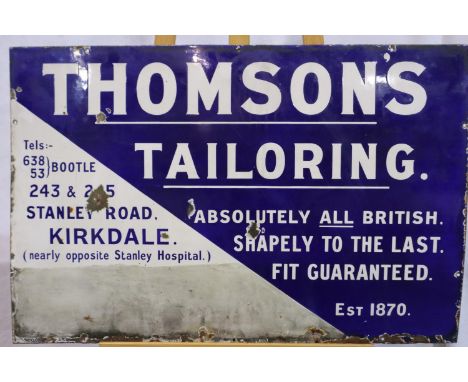 THOMSON'S
TAILORING.
Tels:-
638
53) BOOTLE
243 & 245
STANLEY ROAD.
KIRKDALE.
(nearly opposite Stanley Hospital.)
ABSOLUTELY ALL BRITISH.
SHAPELY TO THE LAST.
FIT GUARANTEED.
EST 1870.